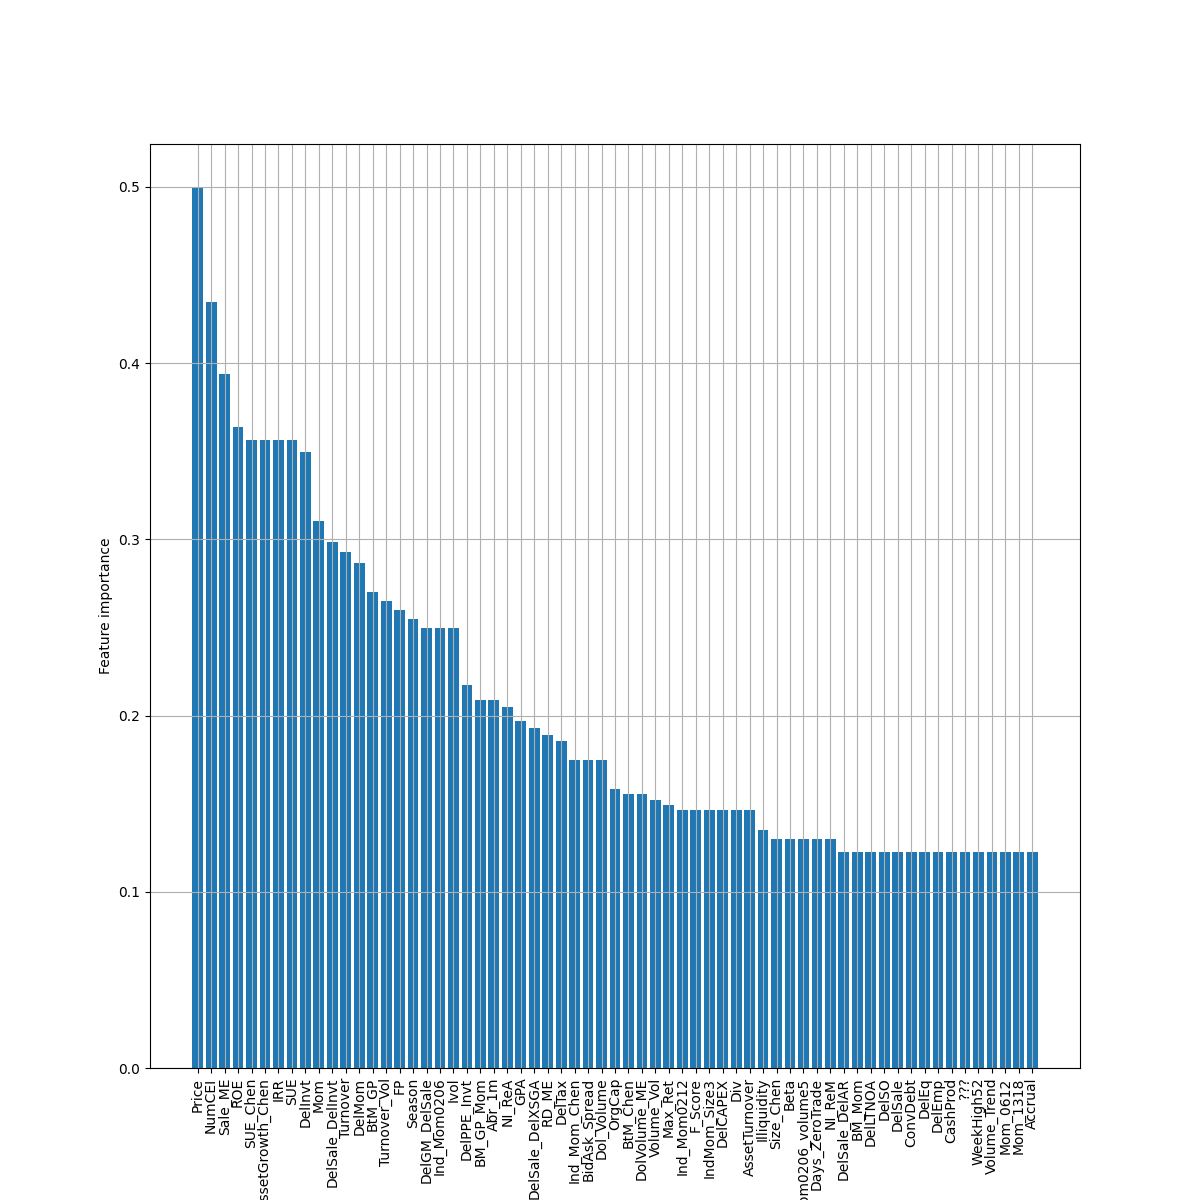 Feature importance
0.5
0.4
0.3
0.2
0.1
0.0
Price
NumCEI
Sale_ME
ROE
SUE_Chen
ssetGrowth_Chen
IRR
SUE
DelInvt
Mom
DelSale_DelInvt
Turnover
DelMom
BtM_GP
Turnover_Vol
FP
Season
DelGM_DelSale
Ind_Mom0206
Ivol
DelPPE_Invt
BM_GP_Mom
Abr_1m
NI_ReA
GPA
DelSale_DelXSGA
RD_ME
DelTax
Ind_Mom_Chen
BidAsk_Spread
Dol_Volume
OrgCap
BtM_Chen
DolVolume_ME
Volume_Vol
Max_Ret
Ind_Mom0212
F_Score
IndMom_Size3
DelCAPEX
Div
AssetTurnover
Illiquidity
Size_Chen
Beta
om0206_volume5
Days_ZeroTrade
NI_ReM
DelSale_DelAR
BM_Mom
DelLTNOA
DelSO
DelSale
ConvDebt
DelEq
DelEmp
CashProd
???
WeekHigh52
Volume_Trend
Mom_0612
Mom_1318
Accrual